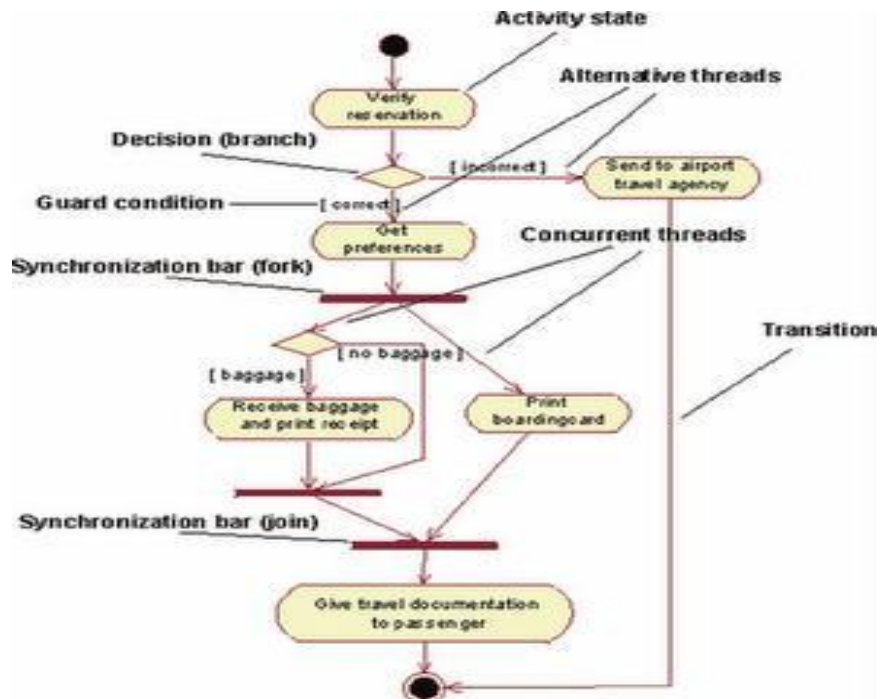 Activity state
Alternative threads
Verify
reservation
Decision (branch)
[ incorrect]
Send to airport
travel agency
Guard condition
[ correct]
Get
preferences
Concurrent threads
Synchronization bar (fork)
Transition
[ no baggage]
[ baggage]
Receive baggage
and print receipt
Print
boardingcard
Synchronization bar (join)
Give travel documentation
to passenger